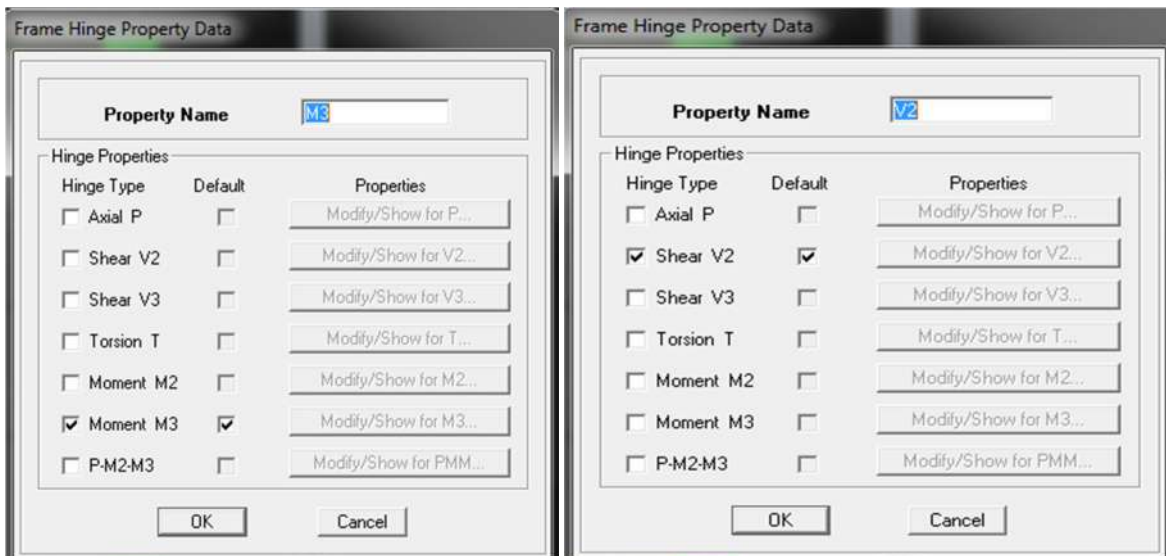 Frame Hinge Property Data
Property Name M3
Hinge Properties
Hinge Type Default Properties
Axial P Modify/Show for P...
Shear V2 Modify/Show for V2...
Shear V3 Modify/Show for V3...
Torsion T Modify/Show for T...
Moment M2 Modify/Show for M2...
Moment M3 Modify/Show for M3...
P-M2-M3 Modify/Show for PMM...
OK Cancel
Frame Hinge Property Data
Property Name V2
Hinge Properties
Hinge Type Default Properties
Axial P Modify/Show for P...
Shear V2 Modify/Show for V2...
Shear V3 Modify/Show for V3...
Torsion T Modify/Show for T...
Moment M2 Modify/Show for M2...
Moment M3 Modify/Show for M3...
P-M2-M3 Modify/Show for PMM...
OK Cancel